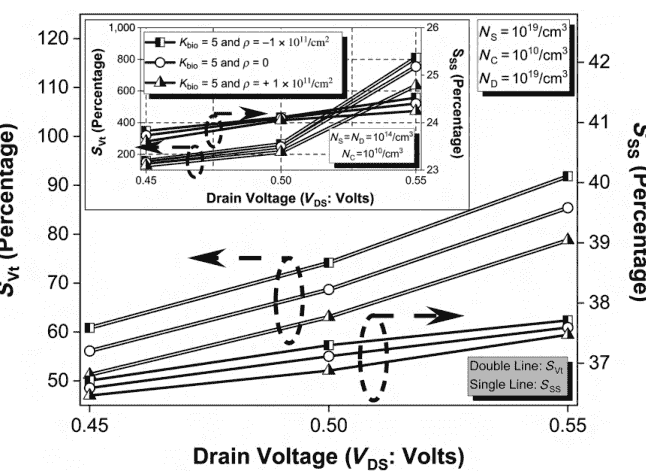 120
110
100
90
80
70
60
50
S_Vt (Percentage)
1,000
800
600
400
200
S_Vt (Percentage)
K_bio = 5 and ρ = −1 × 10^11/cm^2
K_bio = 5 and ρ = 0
K_bio = 5 and ρ = + 1 × 10^11/cm^2
26
25
24
23
S_SS (Percentage)
N_S = N_D = 10^14/cm^3
N_C = 10^10/cm^3
0.45
0.50
0.55
Drain Voltage (V_DS: Volts)
N_S = 10^19/cm^3
N_C = 10^10/cm^3
N_D = 10^19/cm^3
42
41
40
39
38
37
S_SS (Percentage)
Double Line: S_Vt
Single Line: S_SS
0.45
0.50
0.55
Drain Voltage (V_DS: Volts)